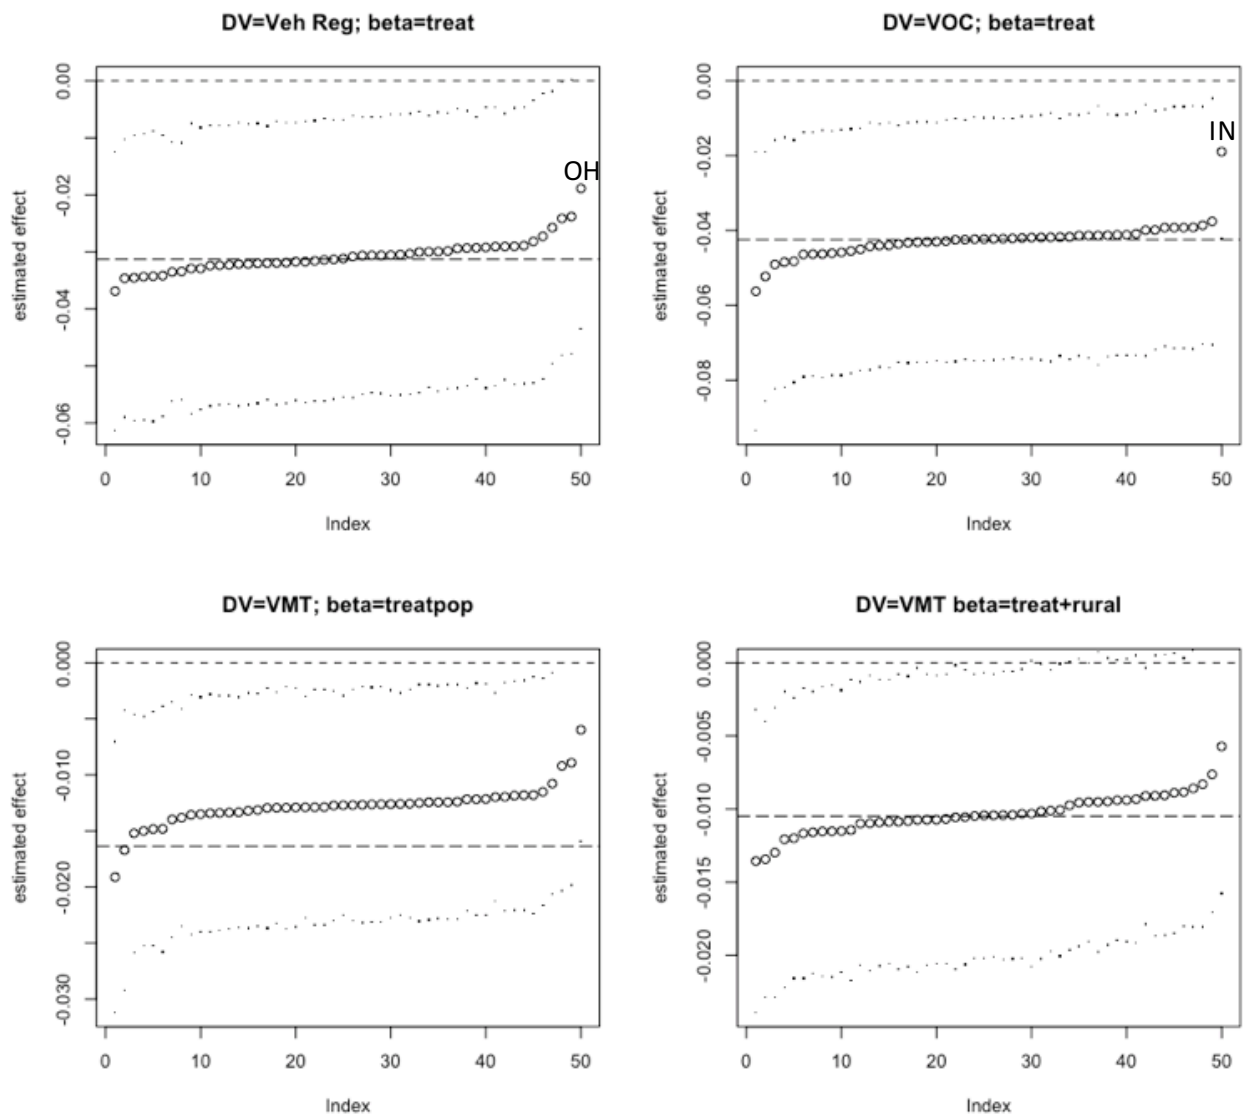 DV=Veh Reg; beta=treat
estimated effect
0.00
-0.02
-0.04
-0.06
OH
0 10 20 30 40 50
Index
DV=VOC; beta=treat
estimated effect
0.00
-0.02
-0.04
-0.06
-0.08
IN
0 10 20 30 40 50
Index
DV=VMT; beta=treatpop
estimated effect
0.000
-0.010
-0.020
-0.030
0 10 20 30 40 50
Index
DV=VMT beta=treat+rural
estimated effect
0.000
-0.005
-0.010
-0.015
-0.020
0 10 20 30 40 50
Index